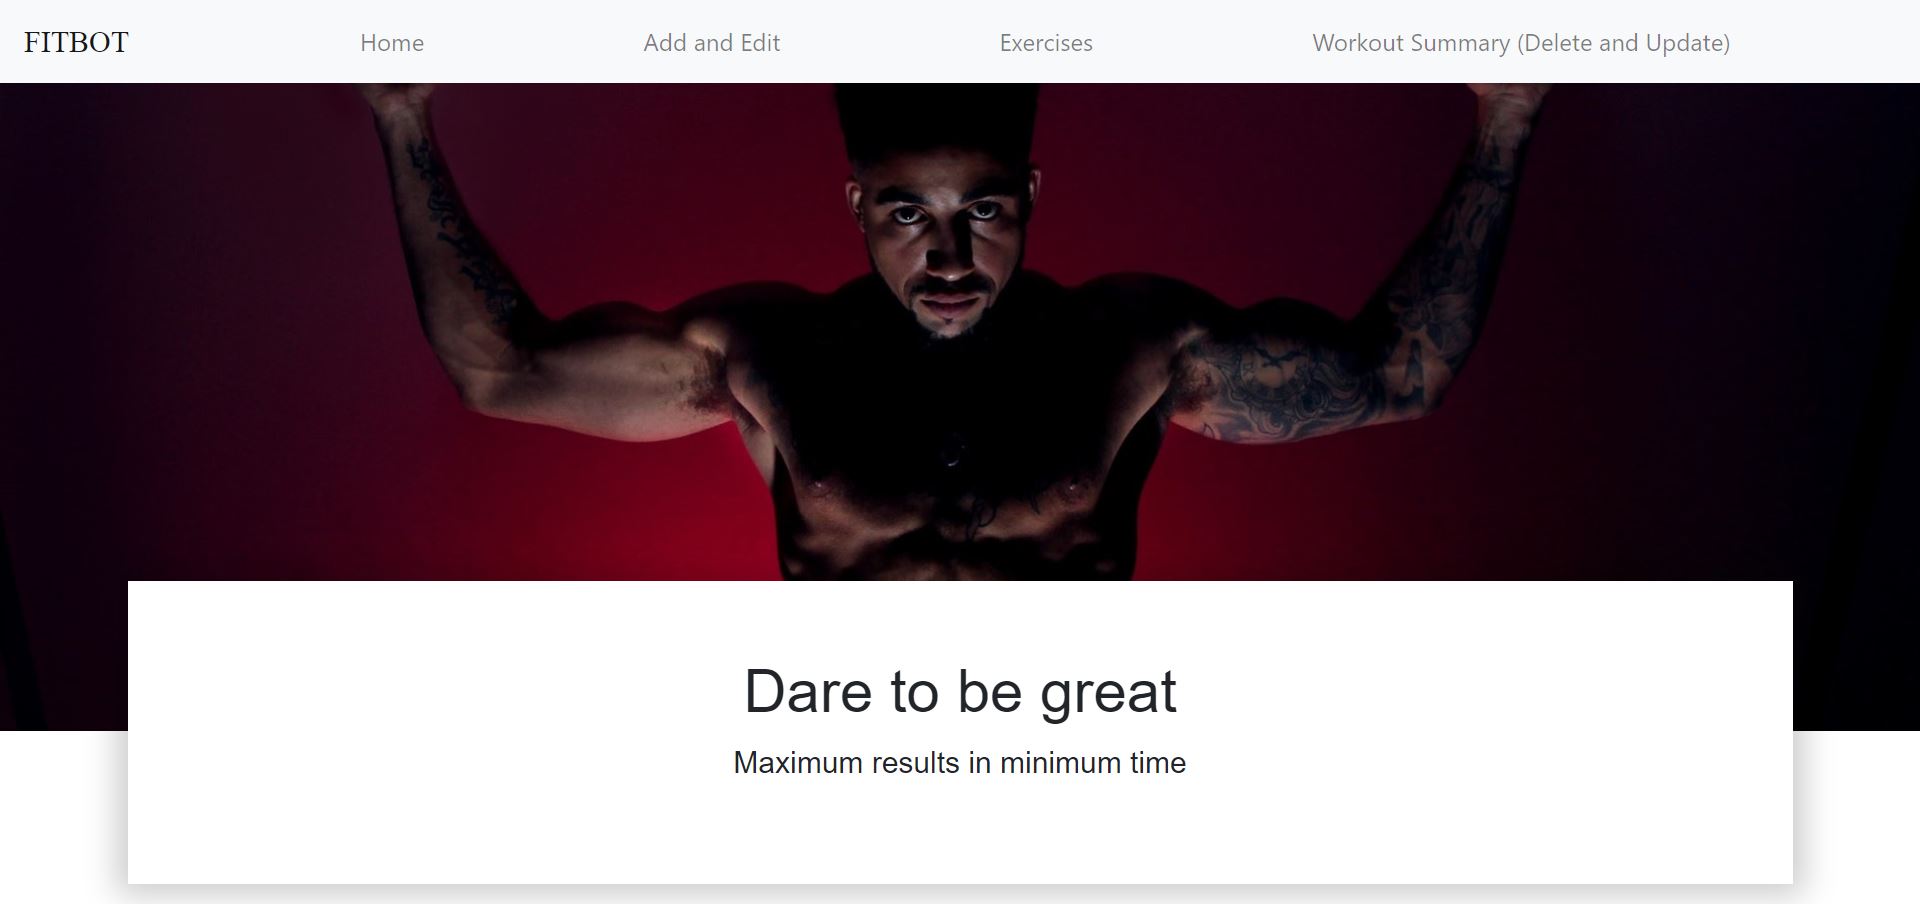 FITBOT Home Add and Edit Exercises Workout Summary (Delete and Update)
Dare to be great
Maximum results in minimum time